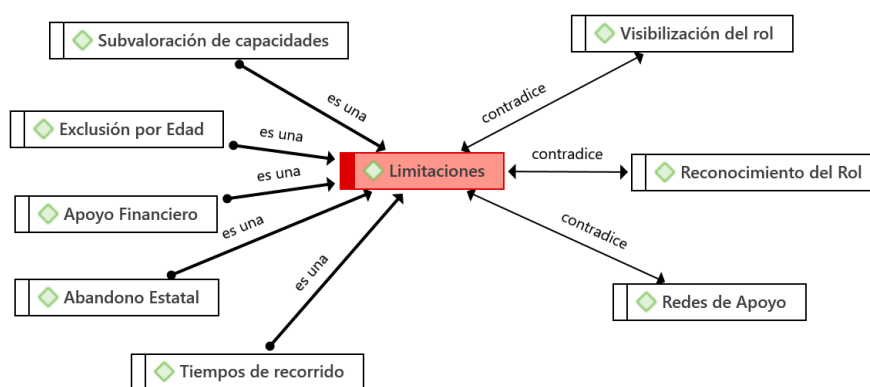 Subvaloración de capacidades
Visibilización del rol
es una
contradice
Exclusión por Edad
es una
contradice
Limitaciones
Reconocimiento del Rol
es una
Apoyo Financiero
es una
contradice
es una
Abandono Estatal
Redes de Apoyo
Tiempos de recorrido